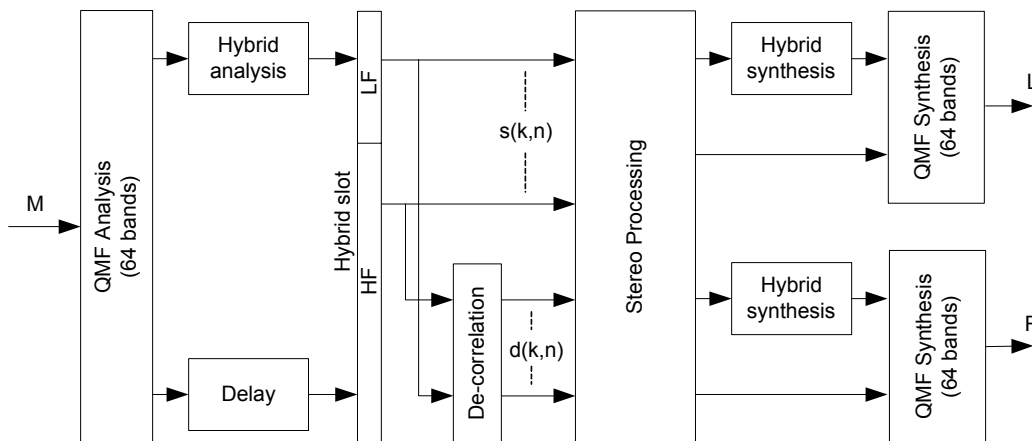 M
QMF Analysis
(64 bands)
Hybrid
analysis
Delay
Hybrid slot
LF
HF
s(k,n)
De-correlation
d(k,n)
Stereo Processing
Hybrid
synthesis
QMF Synthesis
(64 bands)
L
Hybrid
synthesis
QMF Synthesis
(64 bands)